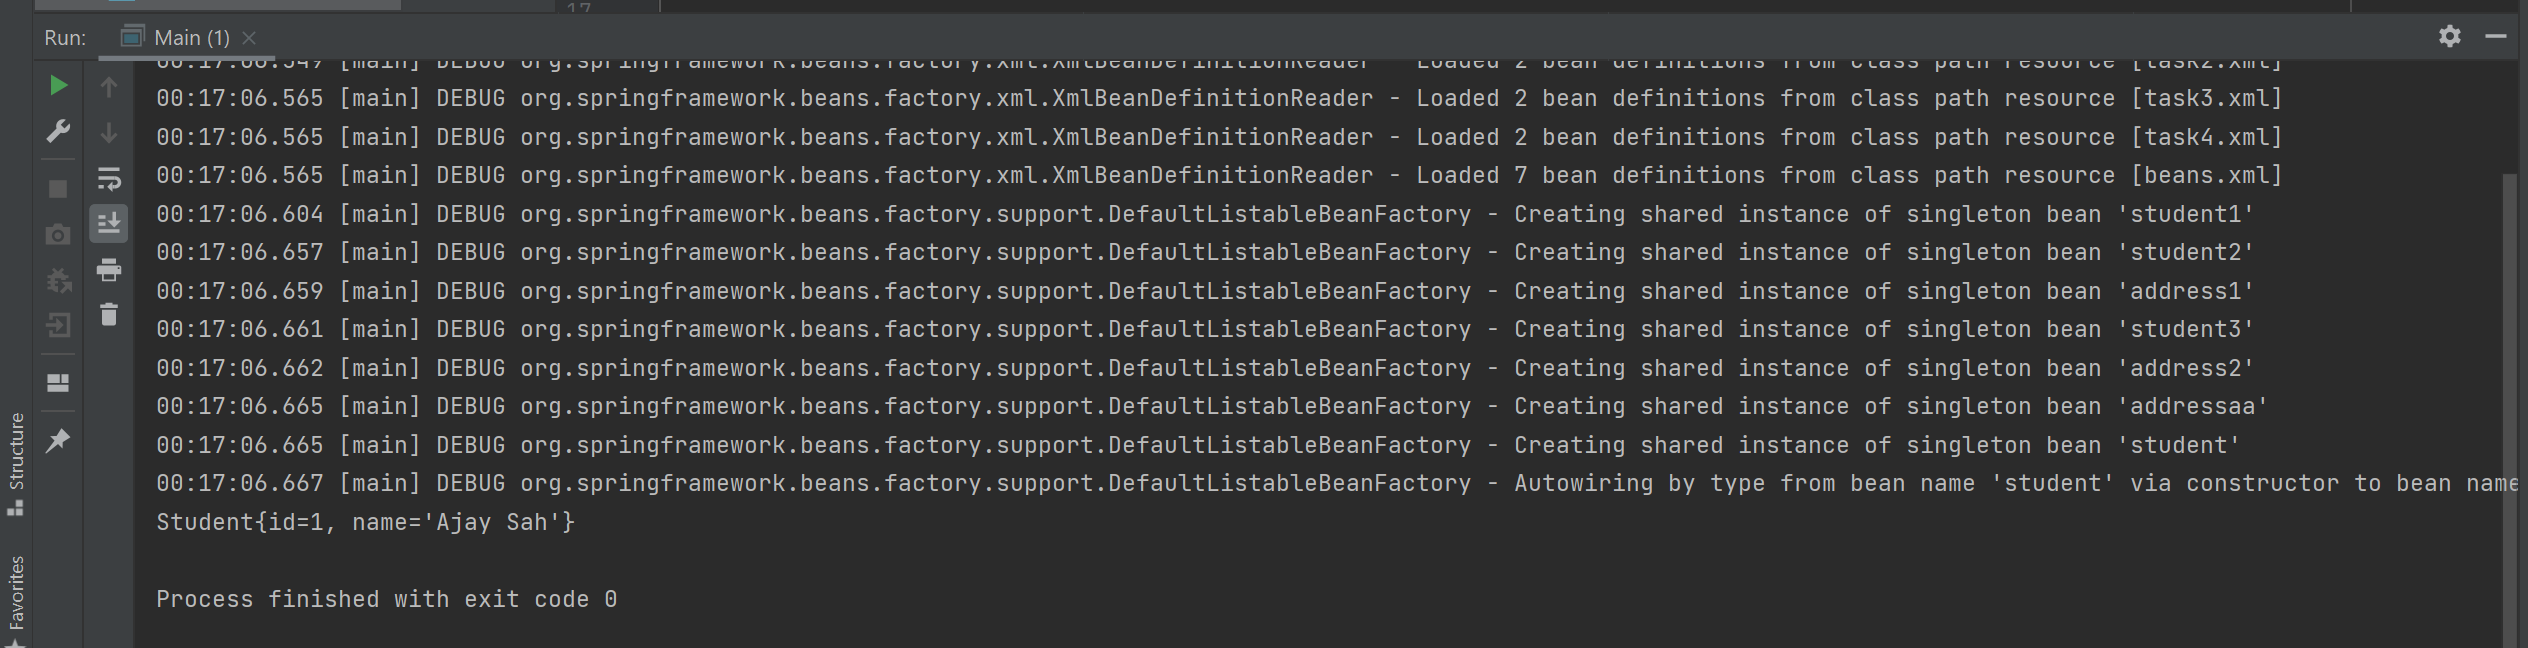 17
Run: Main (1)
00:17:06.549 [main] DEBUG org.springframework.beans.factory.xml.XmlBeanDefinitionReader - Loaded 2 bean definitions from class path resource [task2.xml]
00:17:06.565 [main] DEBUG org.springframework.beans.factory.xml.XmlBeanDefinitionReader - Loaded 2 bean definitions from class path resource [task3.xml]
00:17:06.565 [main] DEBUG org.springframework.beans.factory.xml.XmlBeanDefinitionReader - Loaded 2 bean definitions from class path resource [task4.xml]
00:17:06.565 [main] DEBUG org.springframework.beans.factory.xml.XmlBeanDefinitionReader - Loaded 7 bean definitions from class path resource [beans.xml]
00:17:06.604 [main] DEBUG org.springframework.beans.factory.support.DefaultListableBeanFactory - Creating shared instance of singleton bean 'student1'
00:17:06.657 [main] DEBUG org.springframework.beans.factory.support.DefaultListableBeanFactory - Creating shared instance of singleton bean 'student2'
00:17:06.659 [main] DEBUG org.springframework.beans.factory.support.DefaultListableBeanFactory - Creating shared instance of singleton bean 'address1'
00:17:06.661 [main] DEBUG org.springframework.beans.factory.support.DefaultListableBeanFactory - Creating shared instance of singleton bean 'student3'
00:17:06.662 [main] DEBUG org.springframework.beans.factory.support.DefaultListableBeanFactory - Creating shared instance of singleton bean 'address2'
00:17:06.665 [main] DEBUG org.springframework.beans.factory.support.DefaultListableBeanFactory - Creating shared instance of singleton bean 'addressaa'
00:17:06.665 [main] DEBUG org.springframework.beans.factory.support.DefaultListableBeanFactory - Creating shared instance of singleton bean 'student'
00:17:06.667 [main] DEBUG org.springframework.beans.factory.support.DefaultListableBeanFactory - Autowiring by type from bean name 'student' via constructor to bean name
Student{id=1, name='Ajay Sah'}
Process finished with exit code 0
Structure
Favorites